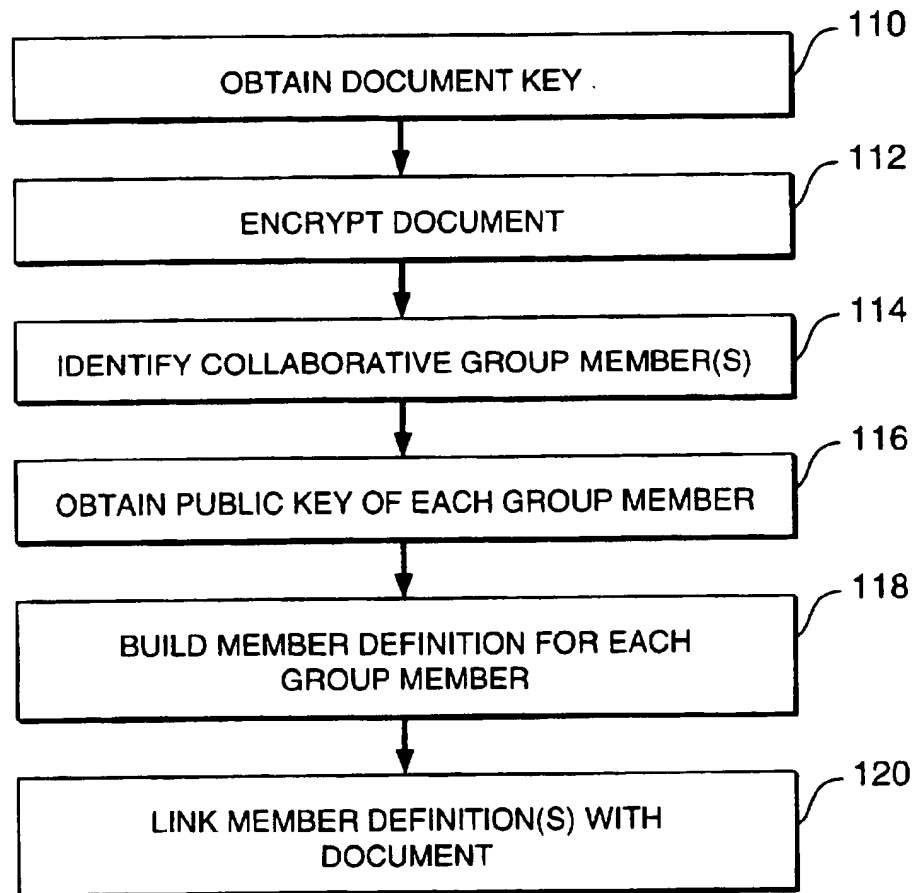 110
OBTAIN DOCUMENT KEY
112
ENCRYPT DOCUMENT
114
IDENTIFY COLLABORATIVE GROUP MEMBER(S)
116
OBTAIN PUBLIC KEY OF EACH GROUP MEMBER
118
BUILD MEMBER DEFINITION FOR EACH
GROUP MEMBER
120
LINK MEMBER DEFINITION(S) WITH
DOCUMENT